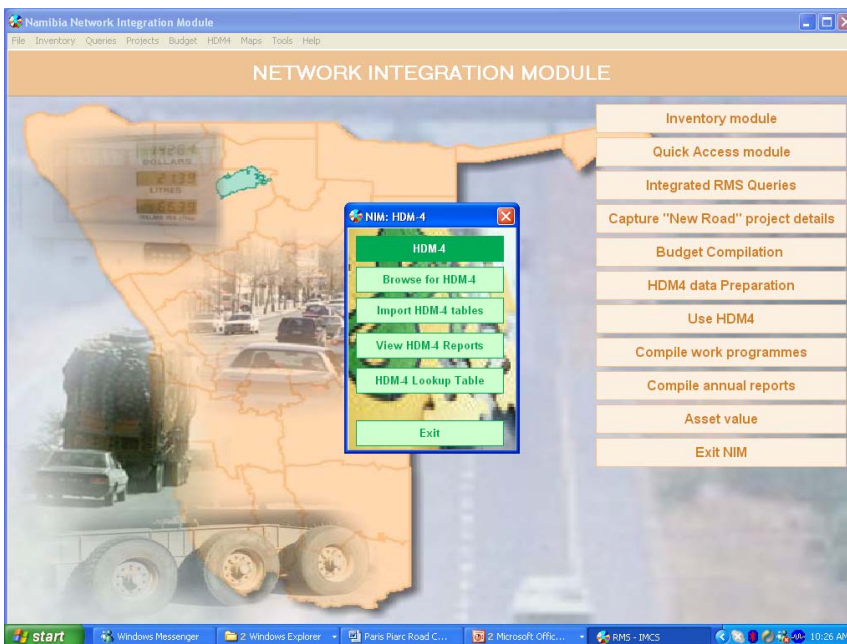 Namibia Network Integration Module
File Inventory Queries Projects Budget HDM4 Maps Tools Help
NETWORK INTEGRATION MODULE
DOLLARS
LITRES
Inventory module
Quick Access module
Integrated RMS Queries
Capture "New Road" project details
Budget Compilation
HDM4 data Preparation
Use HDM4
Compile work programmes
Compile annual reports
Asset value
Exit NIM
NIM: HDM-4
HDM-4
Browse for HDM-4
Import HDM-4 tables
View HDM-4 Reports
HDM-4 Lookup Table
Exit
start Windows Messenger 2 Windows Explorer Paris Piarc Road C... 2 Microsoft Offic... RMS - IMCS 10:26 AM